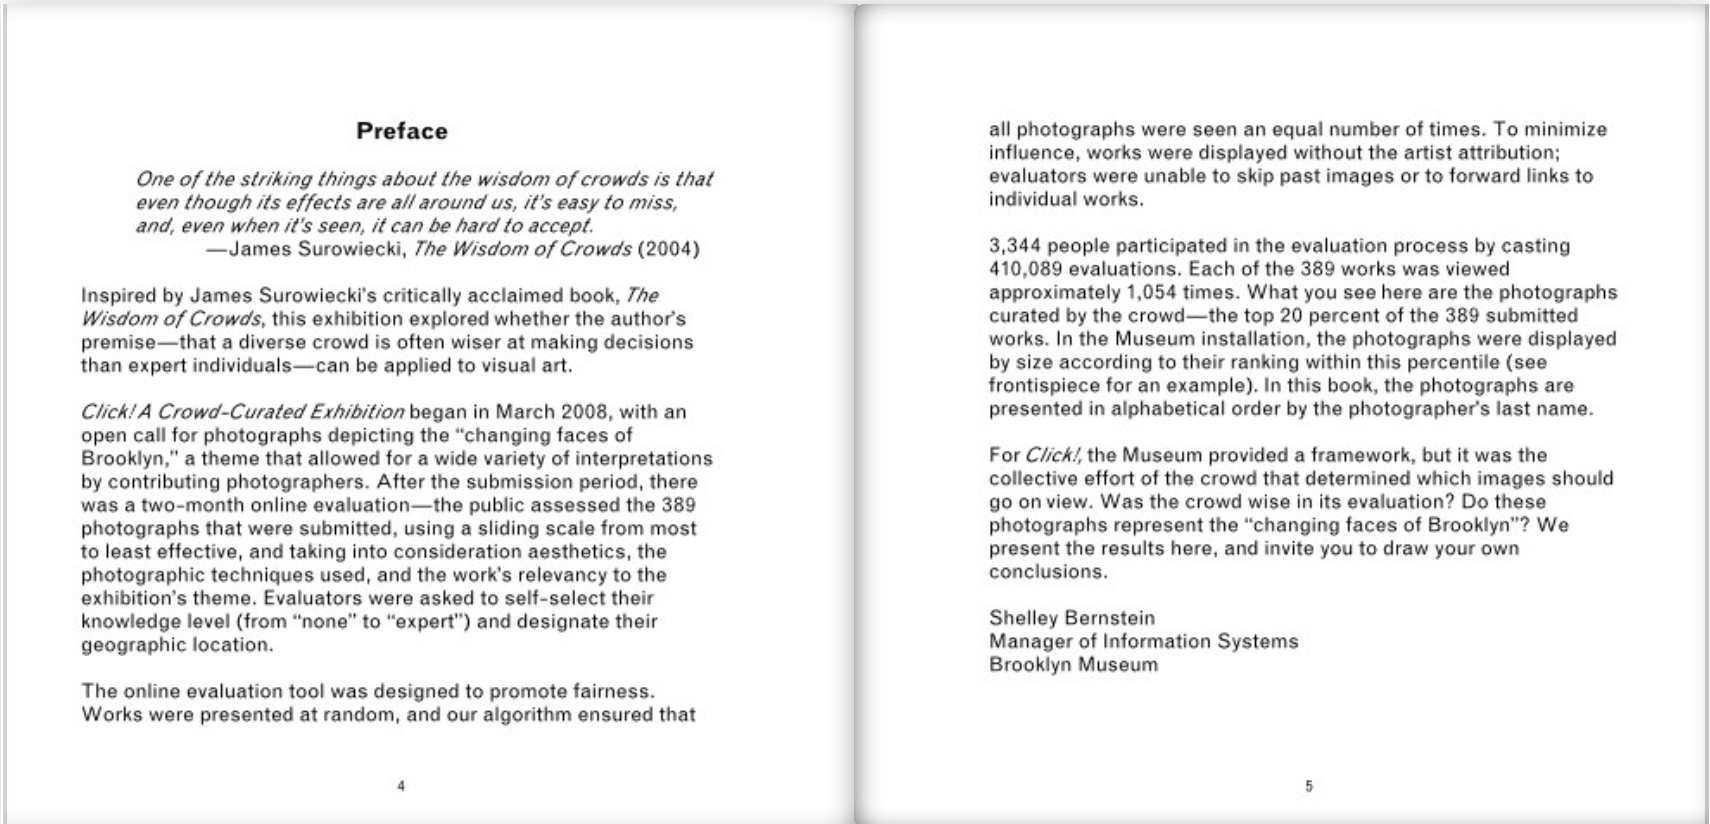 Preface
One of the striking things about the wisdom of crowds is that
even though its effects are all around us, it's easy to miss,
and, even when it's seen, it can be hard to accept.
—James Surowiecki, The Wisdom of Crowds (2004)
Inspired by James Surowiecki's critically acclaimed book, The
Wisdom of Crowds, this exhibition explored whether the author's
premise—that a diverse crowd is often wiser at making decisions
than expert individuals—can be applied to visual art.
Click! A Crowd-Curated Exhibition began in March 2008, with an
open call for photographs depicting the “changing faces of
Brooklyn,” a theme that allowed for a wide variety of interpretations
by contributing photographers. After the submission period, there
was a two-month online evaluation—the public assessed the 389
photographs that were submitted, using a sliding scale from most
to least effective, and taking into consideration aesthetics, the
photographic techniques used, and the work's relevancy to the
exhibition's theme. Evaluators were asked to self-select their
knowledge level (from “none” to “expert”) and designate their
geographic location.
The online evaluation tool was designed to promote fairness.
Works were presented at random, and our algorithm ensured that
4
all photographs were seen an equal number of times. To minimize
influence, works were displayed without the artist attribution;
evaluators were unable to skip past images or to forward links to
individual works.
3,344 people participated in the evaluation process by casting
410,089 evaluations. Each of the 389 works was viewed
approximately 1,054 times. What you see here are the photographs
curated by the crowd—the top 20 percent of the 389 submitted
works. In the Museum installation, the photographs were displayed
by size according to their ranking within this percentile (see
frontispiece for an example). In this book, the photographs are
presented in alphabetical order by the photographer's last name.
For Click!, the Museum provided a framework, but it was the
collective effort of the crowd that determined which images should
go on view. Was the crowd wise in its evaluation? Do these
photographs represent the “changing faces of Brooklyn”? We
present the results here, and invite you to draw your own
conclusions.
Shelley Bernstein
Manager of Information Systems
Brooklyn Museum
5